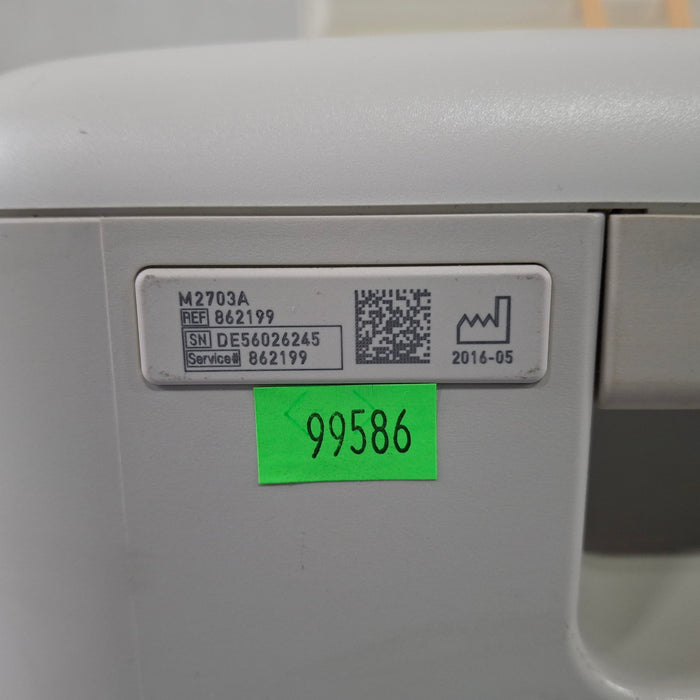 M2703A
REF 862199
SN DE56026245
Service# 862199
2016-05
99586